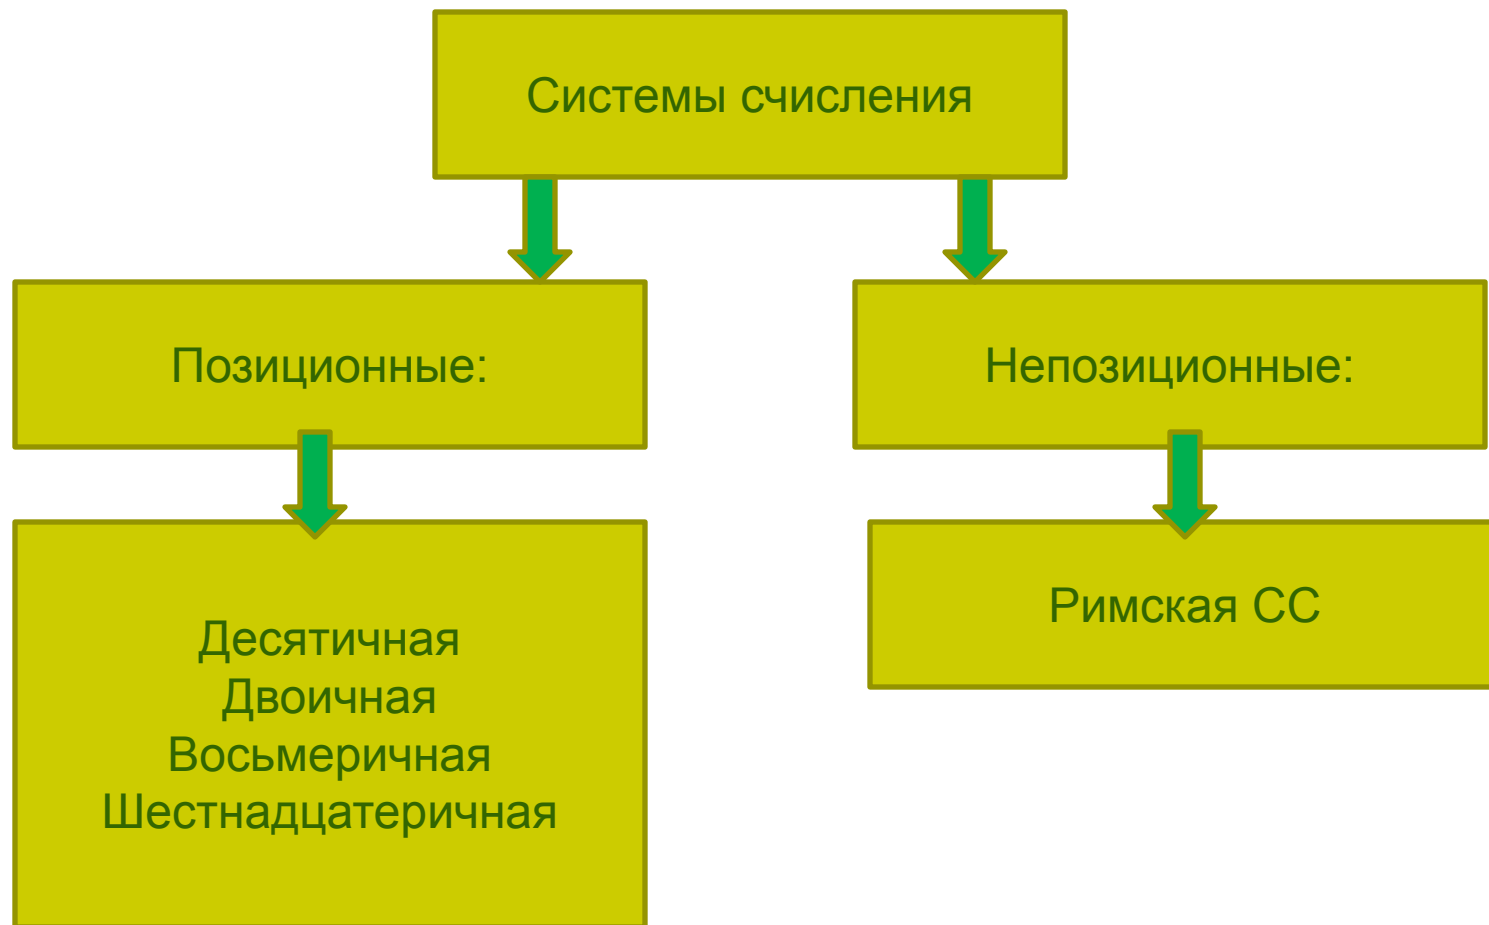 Системы счисления
Позиционные:
Непозиционные:
Десятичная
Двоичная
Восьмеричная
Шестнадцатеричная
Римская СС